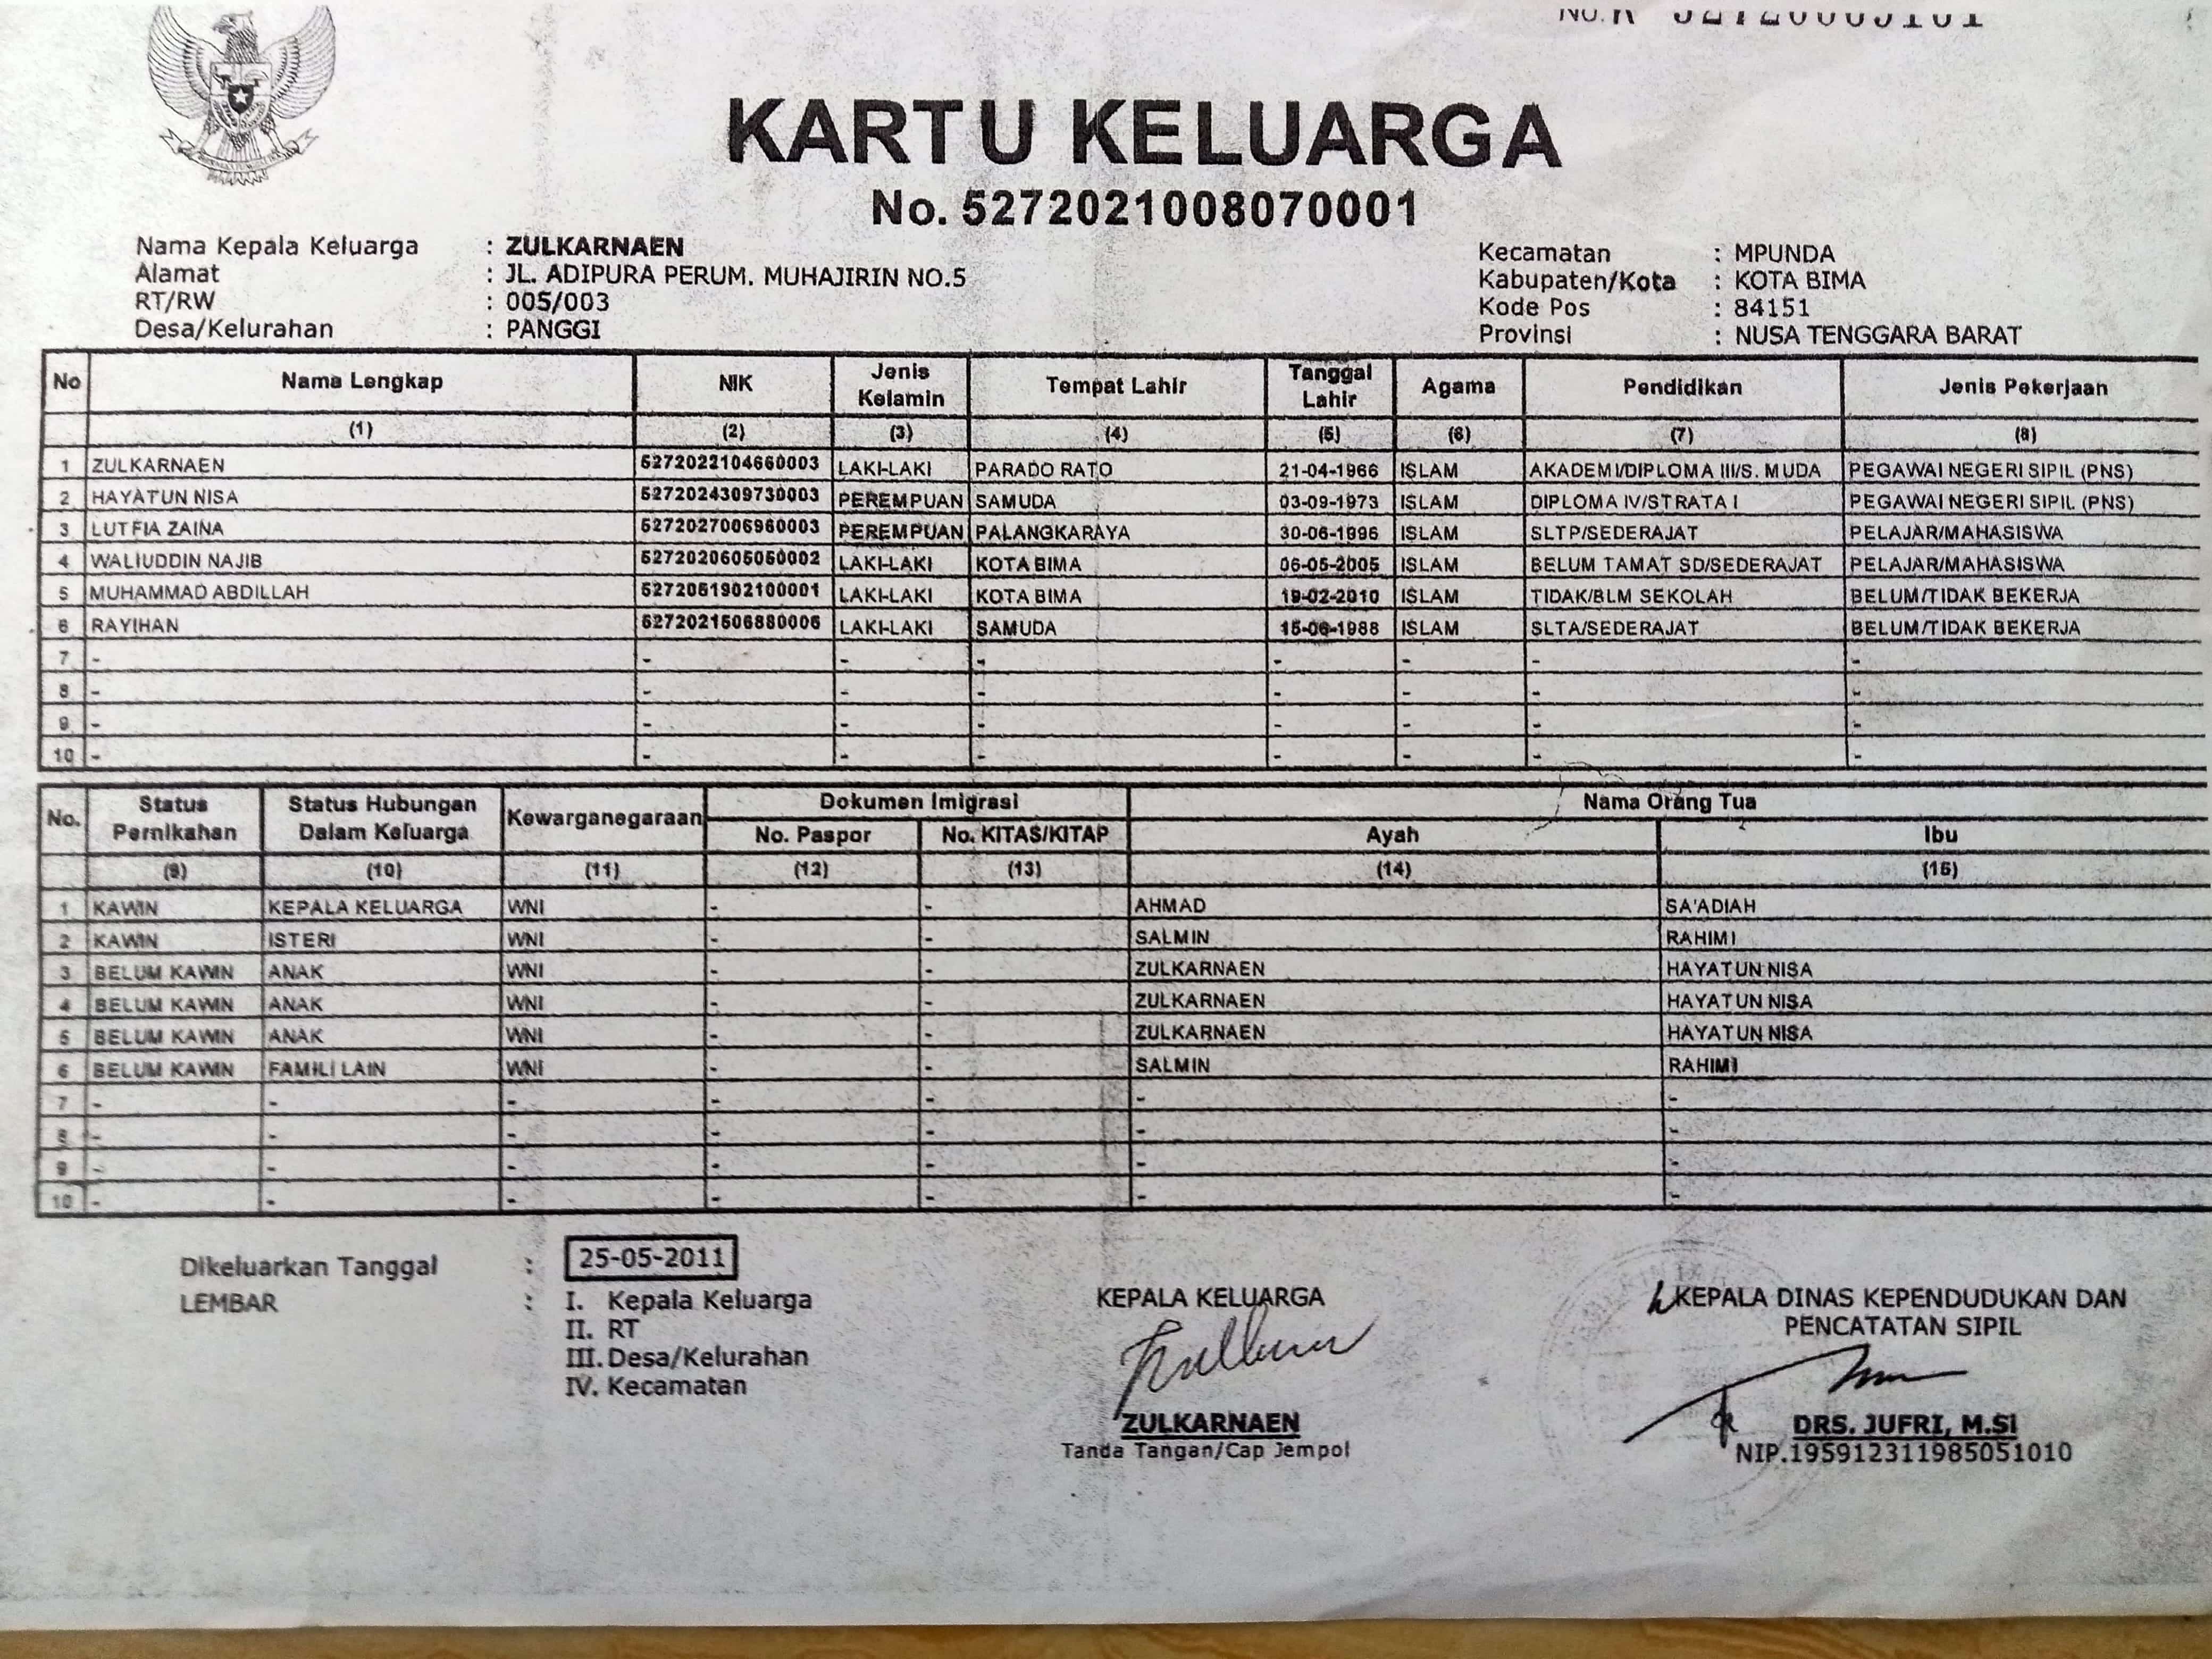 KARTU KELUARGA
No. 5272021008070001
Nama Kepala Keluarga : ZULKARNAEN
Alamat : JL. ADIPURA PERUM. MUHAJIRIN NO.5
RT/RW : 005/003
Desa/Kelurahan : PANGGI
Kecamatan : MPUNDA
Kabupaten/Kota : KOTA BIMA
Kode Pos : 84151
Provinsi : NUSA TENGGARA BARAT
No Nama Lengkap NIK Jenis Kelamin Tempat Lahir Tanggal Lahir Agama Pendidikan Jenis Pekerjaan
(1) (2) (3) (4) (5) (6) (7) (8)
1 ZULKARNAEN 5272022104660003 LAKI-LAKI PARADO RATO 21-04-1966 ISLAM AKADEMI/DIPLOMA III/S. MUDA PEGAWAI NEGERI SIPIL (PNS)
2 HAYATUN NISA 5272024309730003 PEREMPUAN SAMUDA 03-09-1973 ISLAM DIPLOMA IV/STRATA I PEGAWAI NEGERI SIPIL (PNS)
3 LUTFIA ZAINA 5272027006960003 PEREMPUAN PALANGKARAYA 30-06-1996 ISLAM SLTP/SEDERAJAT PELAJAR/MAHASISWA
4 WALIUDDIN NAJIB 5272020605050002 LAKI-LAKI KOTA BIMA 06-05-2005 ISLAM BELUM TAMAT SD/SEDERAJAT PELAJAR/MAHASISWA
5 MUHAMMAD ABDILLAH 5272051902100001 LAKI-LAKI KOTA BIMA 19-02-2010 ISLAM TIDAK/BLM SEKOLAH BELUM/TIDAK BEKERJA
6 RAYIHAN 5272021506880006 LAKI-LAKI SAMUDA 15-06-1988 ISLAM SLTA/SEDERAJAT BELUM/TIDAK BEKERJA
7 - - - - - - - -
8 - - - - - - - -
9 - - - - - - - -
10 - - - - - - - -
No. Status Pernikahan Status Hubungan Dalam Keluarga Kewarganegaraan Dokumen Imigrasi Nama Orang Tua
No. Paspor No. KITAS/KITAP Ayah Ibu
(9) (10) (11) (12) (13) (14) (15)
1 KAWIN KEPALA KELUARGA WNI - - AHMAD SA'ADIAH
2 KAWIN ISTERI WNI - - SALMIN RAHIMI
3 BELUM KAWIN ANAK WNI - - ZULKARNAEN HAYATUN NISA
4 BELUM KAWIN ANAK WNI - - ZULKARNAEN HAYATUN NISA
5 BELUM KAWIN ANAK WNI - - ZULKARNAEN HAYATUN NISA
6 BELUM KAWIN FAMILI LAIN WNI - - SALMIN RAHIMI
7 - - - - - - -
8 - - - - - - -
9 - - - - - - -
10 - - - - - - -
Dikeluarkan Tanggal : 25-05-2011
LEMBAR : I. Kepala Keluarga
II. RT
III. Desa/Kelurahan
IV. Kecamatan
KEPALA KELUARGA
ZULKARNAEN
Tanda Tangan/Cap Jempol
KEPALA DINAS KEPENDUDUKAN DAN
PENCATATAN SIPIL
DRS. JUFRI, M.SI
NIP.195912311985051010